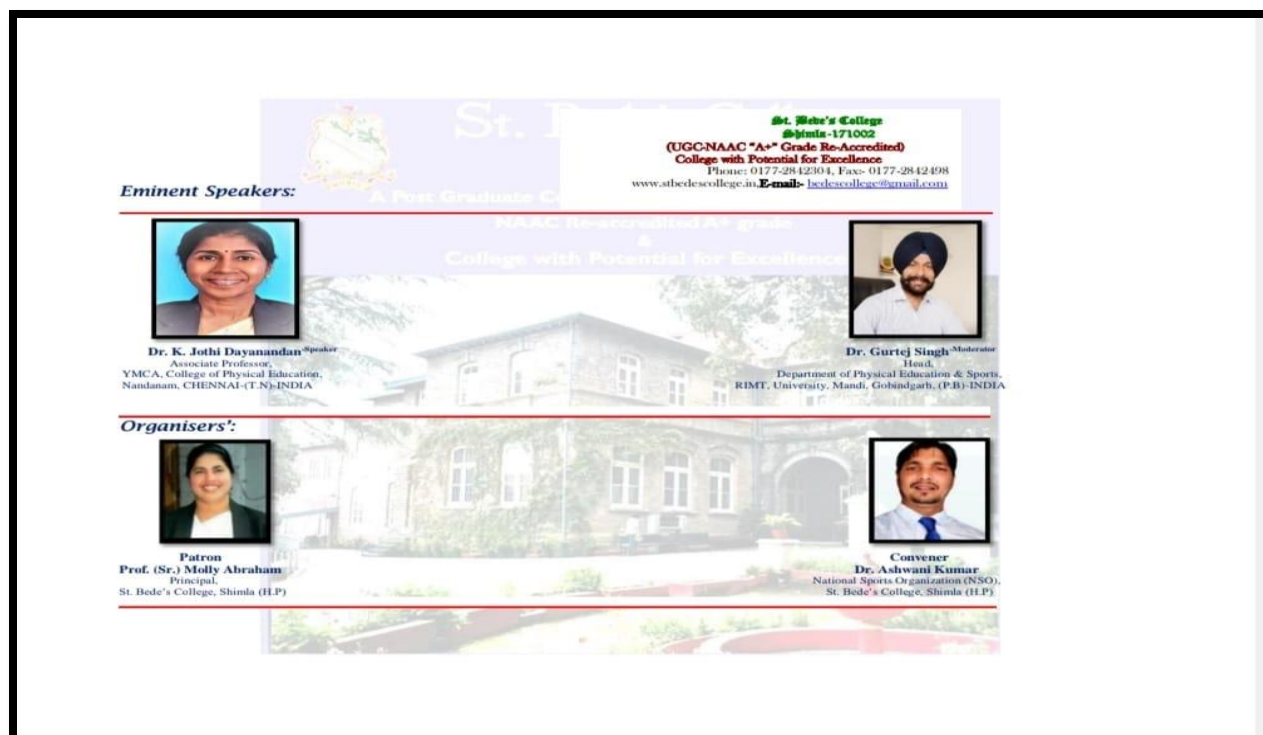 St.
St. Bede's College
Shimla-171002
(UGC-NAAC "A+" Grade Re-Accredited)
College with Potential for Excellence
Phone: 0177-2842304, Fax:- 0177-2842498
www.stbedescollege.in,E-mail:- bedescollege@gmail.com
Eminent Speakers:
A Post Graduate
NAAC Re-accredited A+ grade
&
College with Potential for Excellence
Dr. K. Jothi Dayanandan-Speaker
Associate Professor,
YMCA, College of Physical Education,
Nandanam, CHENNAI-(T.N)-INDIA
Dr. Gurtej Singh-Moderator
Head,
Department of Physical Education & Sports,
RIMT, University, Mandi, Gobindgarh, (P.B)-INDIA
Organisers':
Patron
Prof. (Sr.) Molly Abraham
Principal,
St. Bede's College, Shimla (H.P)
Convener
Dr. Ashwani Kumar
National Sports Organization (NSO),
St. Bede's College, Shimla (H.P)